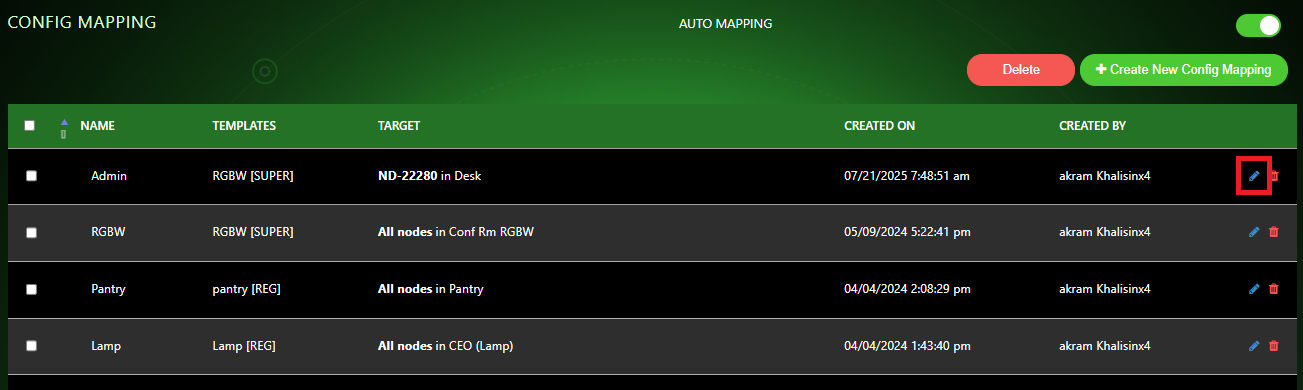 CONFIG MAPPING
AUTO MAPPING
Delete
Create New Config Mapping
NAME TEMPLATES TARGET CREATED ON CREATED BY
Admin RGBW [SUPER] ND-22280 in Desk 07/21/2025 7:48:51 am akram Khalisinx4
RGBW RGBW [SUPER] All nodes in Conf Rm RGBW 05/09/2024 5:22:41 pm akram Khalisinx4
Pantry pantry [REG] All nodes in Pantry 04/04/2024 2:08:29 pm akram Khalisinx4
Lamp Lamp [REG] All nodes in CEO (Lamp) 04/04/2024 1:43:40 pm akram Khalisinx4